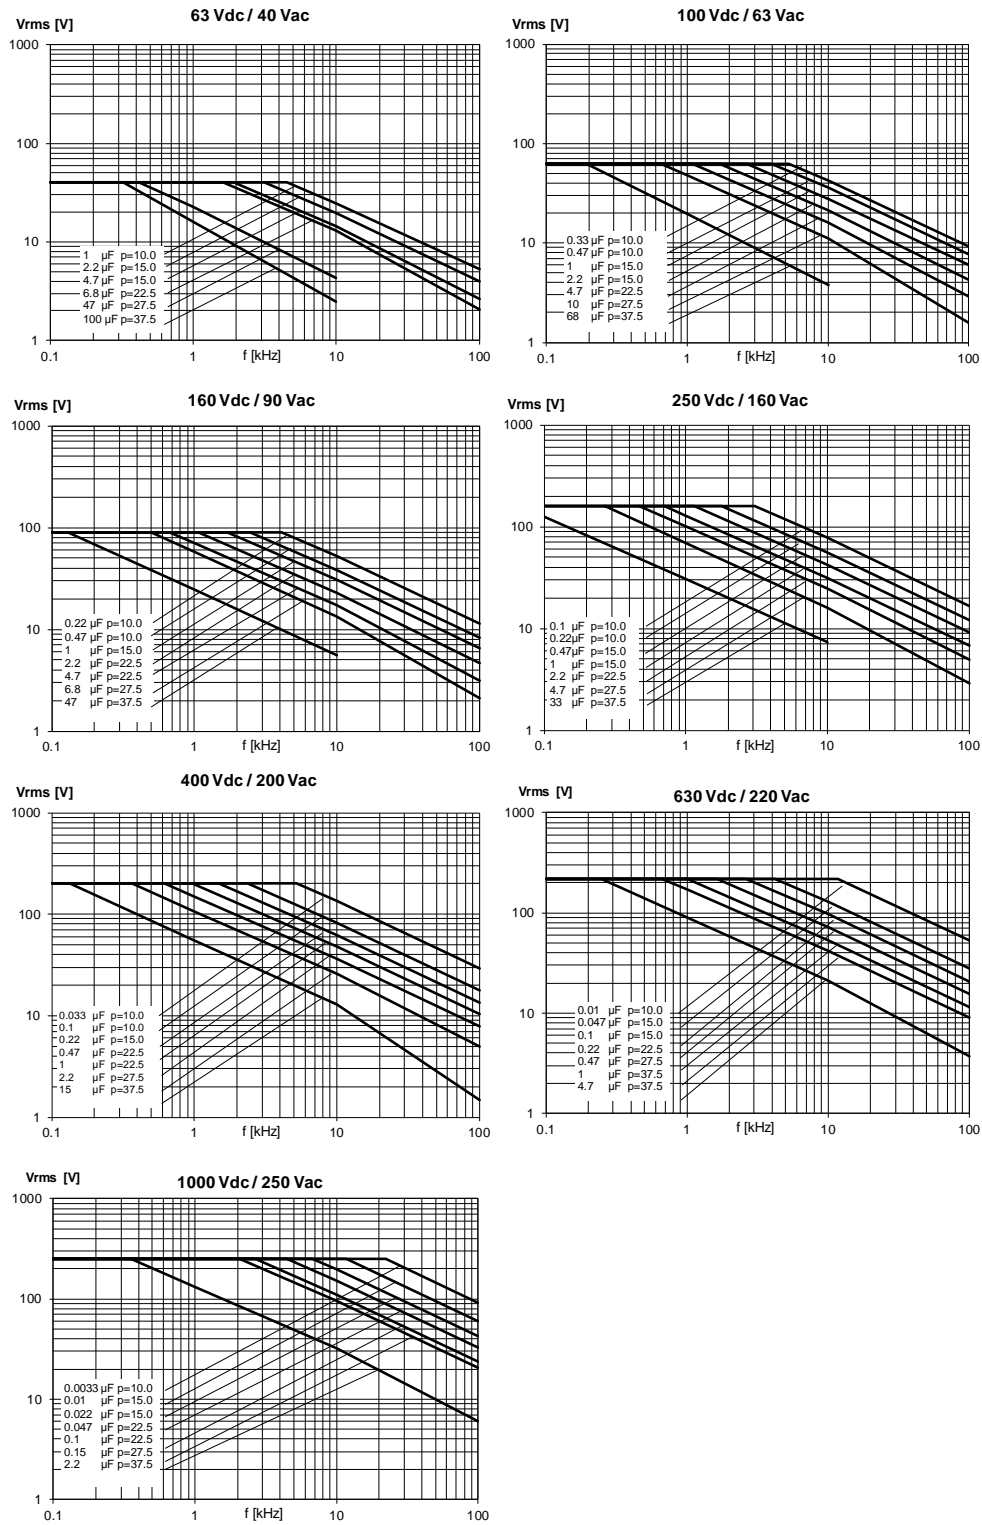 63 Vdc / 40 Vac
Vrms [V]
1000
100
10
1
1 µF p=10.0
2.2 µF p=15.0
4.7 µF p=15.0
6.8 µF p=22.5
47 µF p=27.5
100 µF p=37.5
0.1
1
f [kHz]
10
100
100 Vdc / 63 Vac
Vrms [V]
1000
100
10
1
0.33 µF p=10.0
0.47 µF p=10.0
1 µF p=15.0
2.2 µF p=15.0
4.7 µF p=22.5
10 µF p=27.5
68 µF p=37.5
0.1
1
f [kHz]
10
100
160 Vdc / 90 Vac
Vrms [V]
1000
100
10
1
0.22 µF p=10.0
0.47 µF p=10.0
1 µF p=15.0
2.2 µF p=22.5
4.7 µF p=22.5
6.8 µF p=27.5
47 µF p=37.5
0.1
1
f [kHz]
10
100
250 Vdc / 160 Vac
Vrms [V]
1000
100
10
1
0.1 µF p=10.0
0.22 µF p=10.0
0.47 µF p=15.0
1 µF p=15.0
2.2 µF p=22.5
4.7 µF p=27.5
33 µF p=37.5
0.1
1
f [kHz]
10
100
400 Vdc / 200 Vac
Vrms [V]
1000
100
10
1
0.033 µF p=10.0
0.1 µF p=10.0
0.22 µF p=15.0
0.47 µF p=22.5
1 µF p=22.5
2.2 µF p=27.5
15 µF p=37.5
0.1
1
f [kHz]
10
100
630 Vdc / 220 Vac
Vrms [V]
1000
100
10
1
0.01 µF p=10.0
0.047 µF p=15.0
0.1 µF p=15.0
0.22 µF p=22.5
0.47 µF p=27.5
1 µF p=37.5
4.7 µF p=37.5
0.1
1
f [kHz]
10
100
1000 Vdc / 250 Vac
Vrms [V]
1000
100
10
1
0.0033 µF p=10.0
0.01 µF p=15.0
0.022 µF p=15.0
0.047 µF p=22.5
0.1 µF p=22.5
0.15 µF p=27.5
2.2 µF p=37.5
0.1
1
f [kHz]
10
100